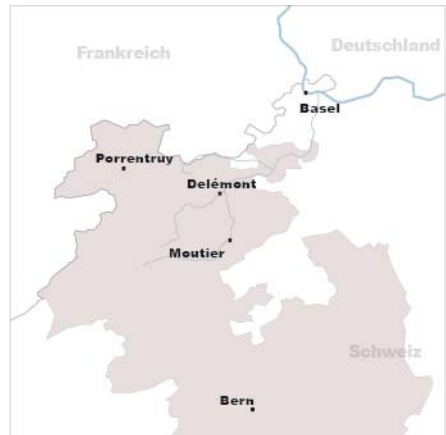 Frankreich
Deutschland
Basel
Porrentruy
Delémont
Moutier
Schweiz
Bern